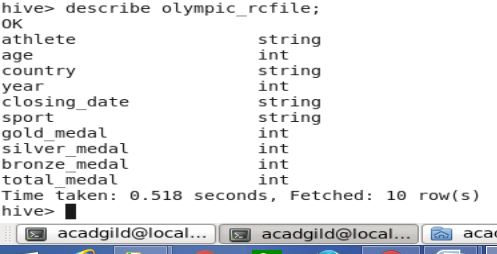 hive> describe olympic_rcfile;
OK
athlete string
age int
country string
year int
closing_date string
sport string
gold_medal int
silver_medal int
bronze_medal int
total_medal int
Time taken: 0.518 seconds, Fetched: 10 row(s)
hive>
acadgild@local... acadgild@local... acad